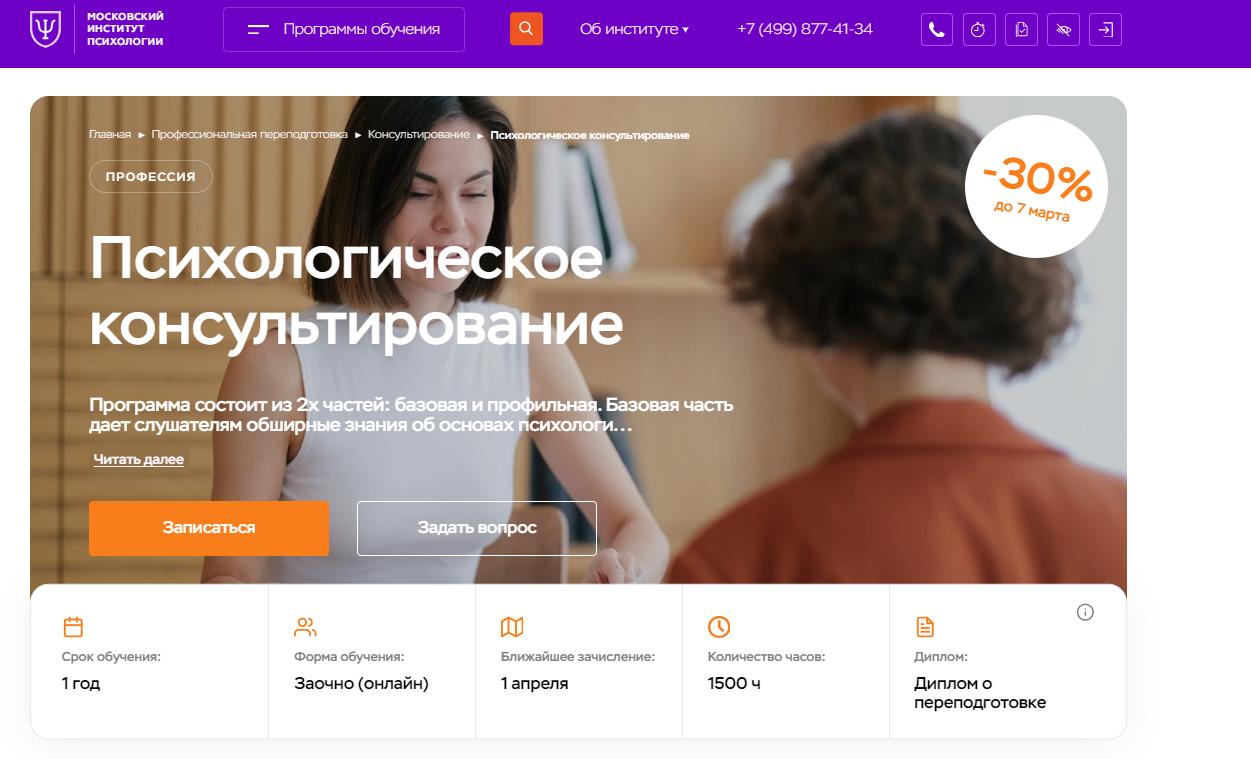 МОСКОВСКИЙ
ИНСТИТУТ
ПСИХОЛОГИИ
Программы обучения
Об институте ▾
+7 (499) 877-41-34
Главная ▸ Профессиональная переподготовка ▸ Консультирование ▸ Психологическое консультирование
-30%
до 7 марта
ПРОФЕССИЯ
Психологическое
консультирование
Программа состоит из 2х частей: базовая и профильная. Базовая часть
дает слушателям обширные знания об основах психологи...
Читать далее
Записаться
Задать вопрос
Срок обучения:
1 год
Форма обучения:
Заочно (онлайн)
Ближайшее зачисление:
1 апреля
Количество часов:
1500 ч
Диплом:
Диплом о
переподготовке